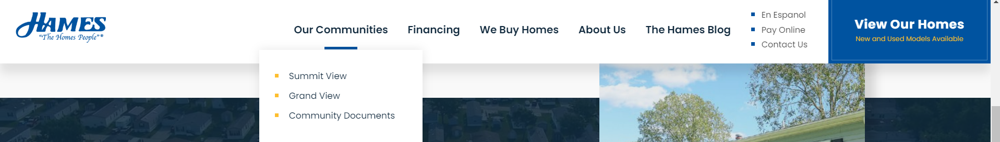 HAMES
"The Homes People"®
Our Communities
Financing
We Buy Homes
About Us
The Hames Blog
En Espanol
Pay Online
Contact Us
View Our Homes
New and Used Models Available
Summit View
Grand View
Community Documents